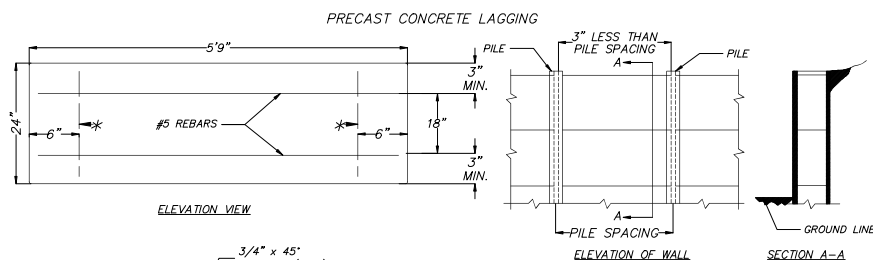 PRECAST CONCRETE LAGGING
5'9"
3"
MIN.
24"
6"
*
#5 REBARS
*
6"
18"
3"
MIN.
ELEVATION VIEW
3/4" x 45°
3" LESS THAN
PILE SPACING
PILE
PILE
A
A
PILE SPACING
ELEVATION OF WALL
GROUND LINE
SECTION A-A